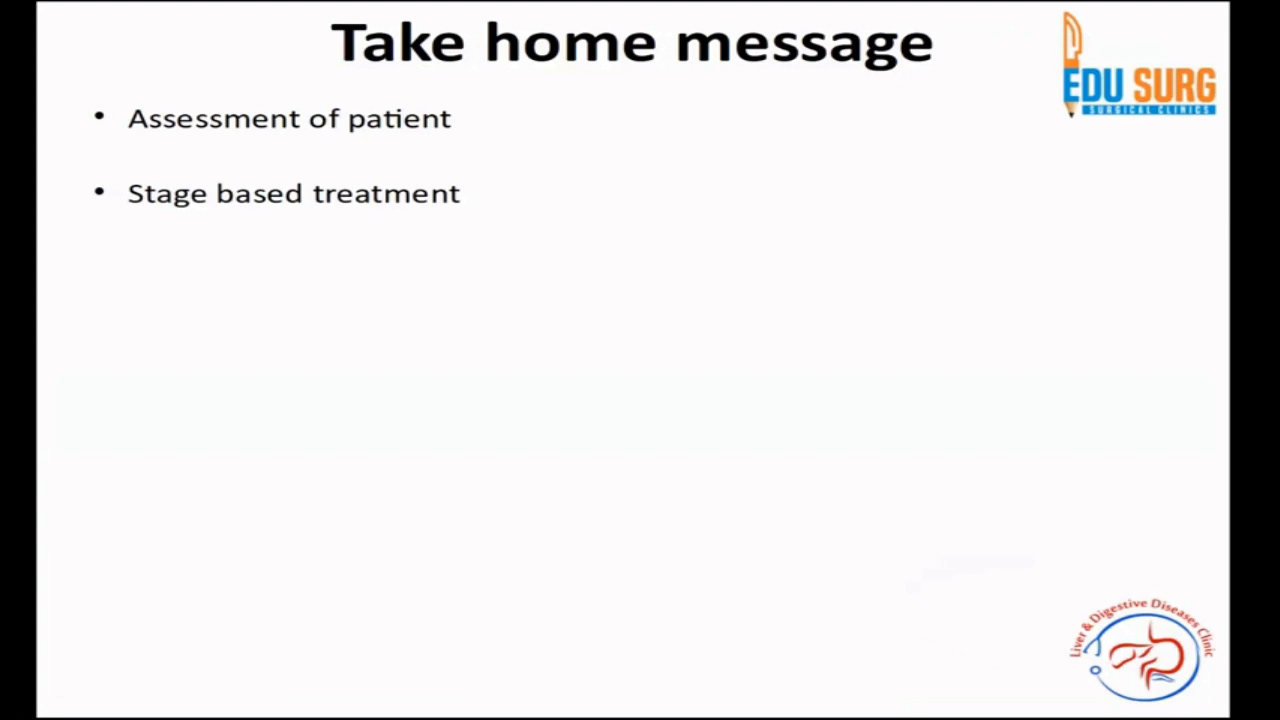 Take home message
EDU SURG
SURGICAL CLINICS
• Assessment of patient
• Stage based treatment
Liver & Digestive Diseases Clinic